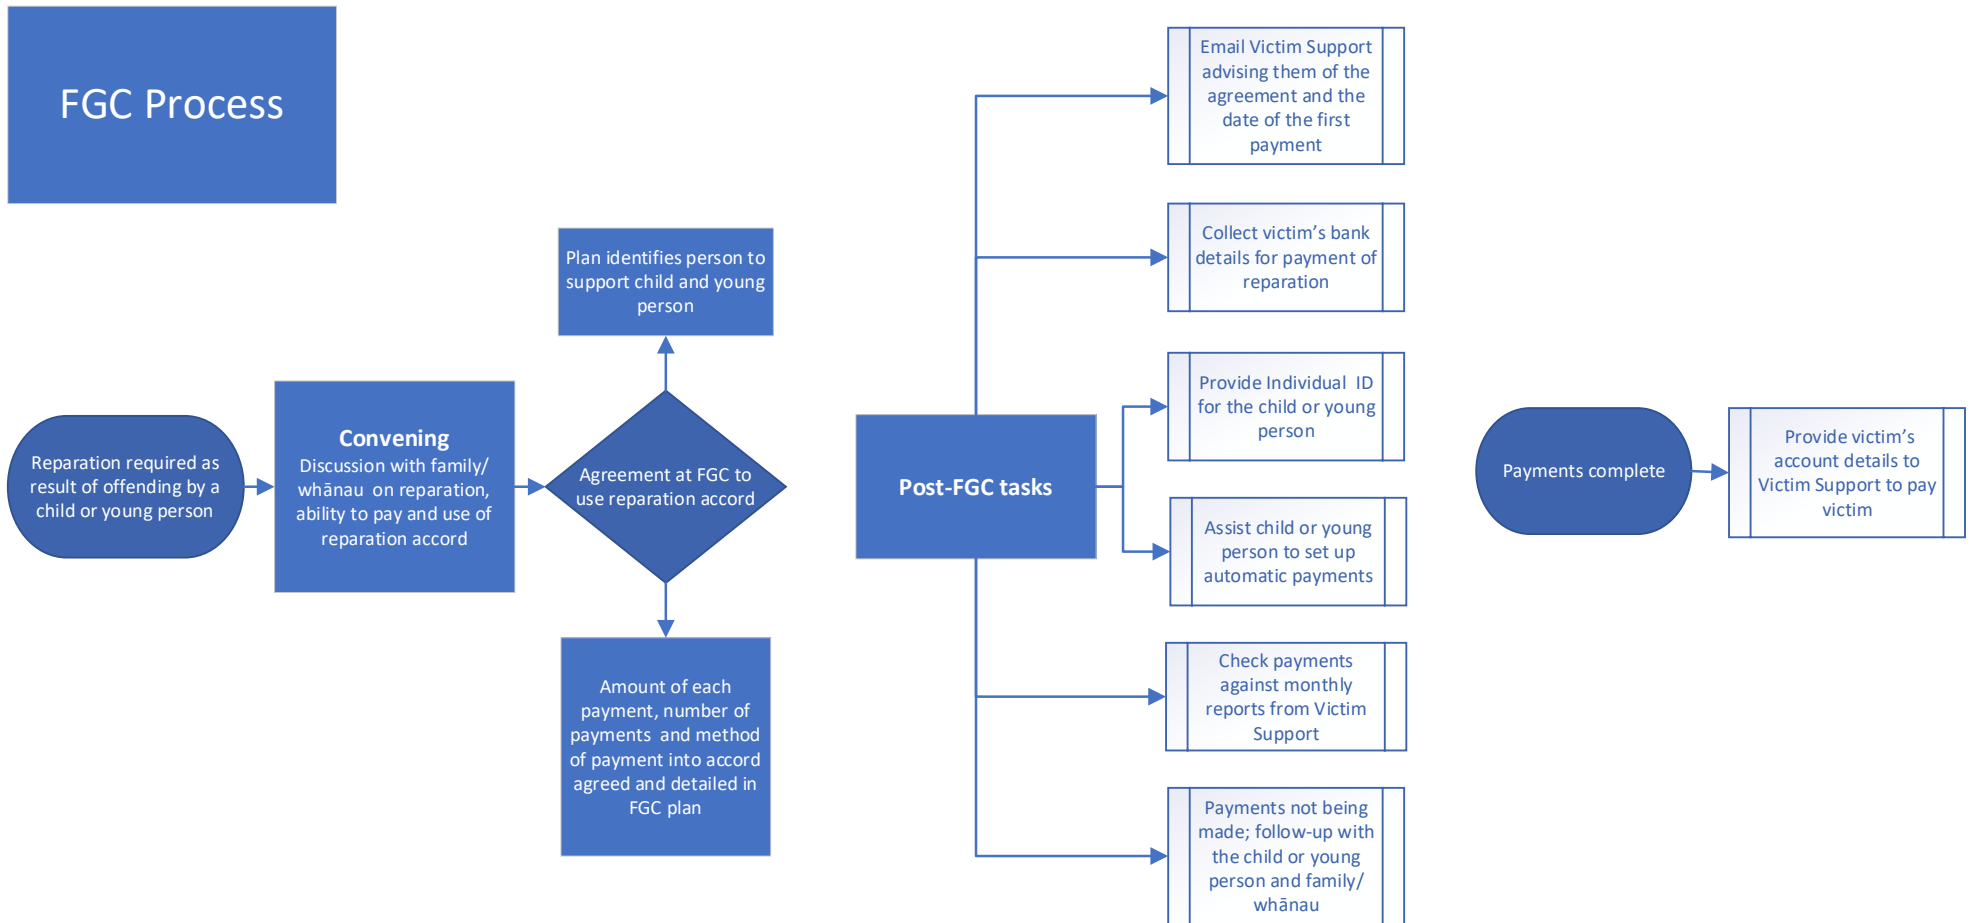 FGC Process
Reparation required as
result of offending by a
child or young person
Convening
Discussion with family/
whānau on reparation,
ability to pay and use of
reparation accord
Plan identifies person to
support child and young
person
Agreement at FGC to
use reparation accord
Amount of each
payment, number of
payments and method
of payment into accord
agreed and detailed in
FGC plan
Post-FGC tasks
Email Victim Support
advising them of the
agreement and the
date of the first
payment
Collect victim’s bank
details for payment of
reparation
Provide Individual ID
for the child or young
person
Assist child or young
person to set up
automatic payments
Check payments
against monthly
reports from Victim
Support
Payments not being
made; follow-up with
the child or young
person and family/
whānau
Payments complete
Provide victim’s
account details to
Victim Support to pay
victim